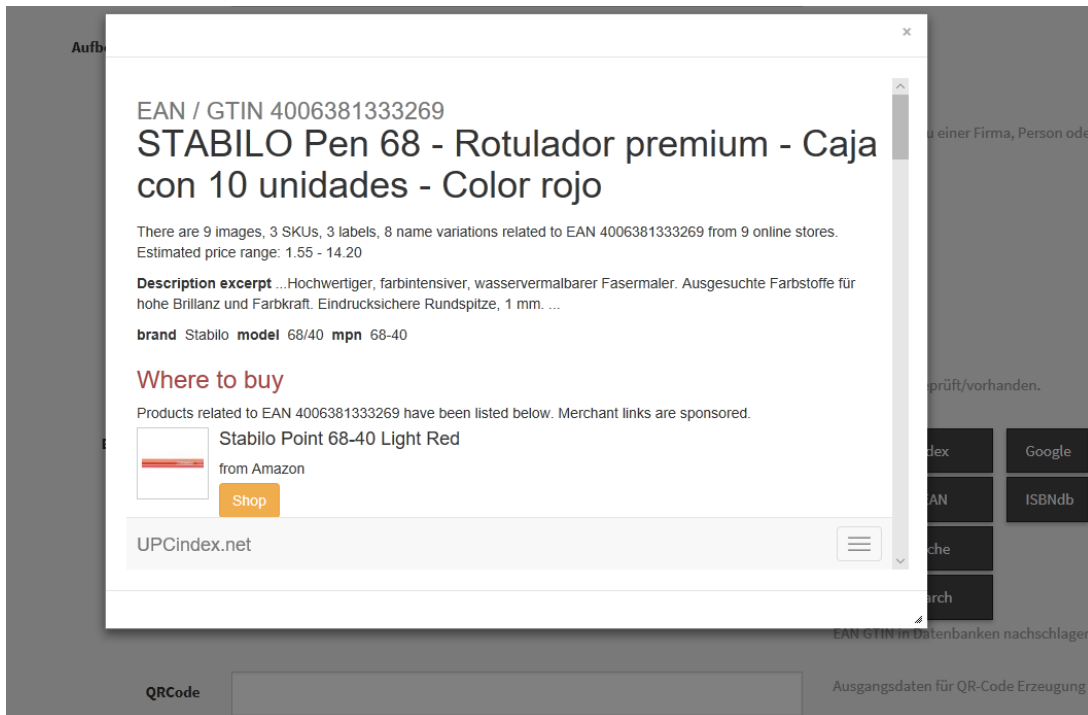 ×
Aufb
EAN / GTIN 4006381333269
STABILO Pen 68 - Rotulador premium - Caja
con 10 unidades - Color rojo
u einer Firma, Person ode
There are 9 images, 3 SKUs, 3 labels, 8 name variations related to EAN 4006381333269 from 9 online stores.
Estimated price range: 1.55 - 14.20
Description excerpt ...Hochwertiger, farbintensiver, wasservermalbarer Fasermaler. Ausgesuchte Farbstoffe für
hohe Brillanz und Farbkraft. Eindrucksichere Rundspitze, 1 mm. ...
brand Stabilo model 68/40 mpn 68-40
Where to buy
eprüft/vorhanden.
Products related to EAN 4006381333269 have been listed below. Merchant links are sponsored.
Stabilo Point 68-40 Light Red
dex Google
from Amazon
Shop
AN ISBNdb
UPCindex.net
che
arch
EAN GTIN in Datenbanken nachschlagen
QRCode
Ausgangsdaten für QR-Code Erzeugung